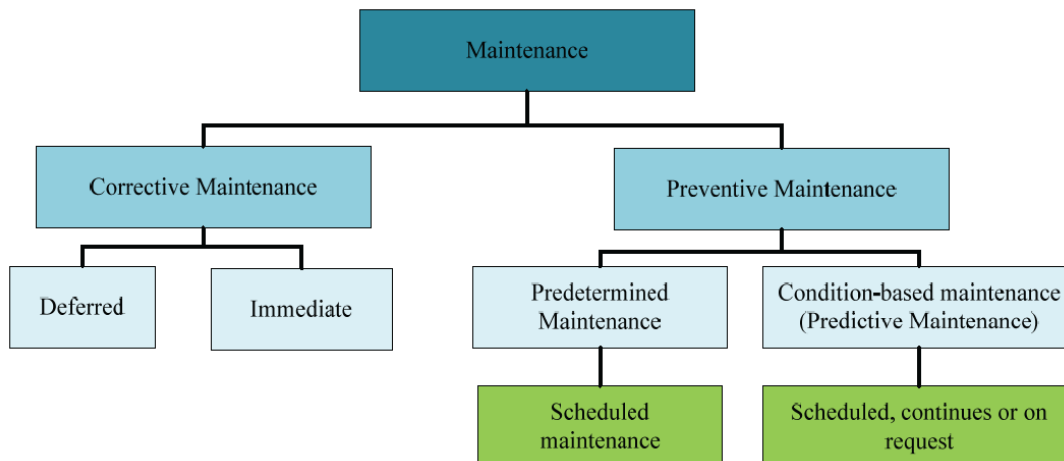 Maintenance
Corrective Maintenance
Preventive Maintenance
Deferred
Immediate
Predetermined
Maintenance
Condition-based maintenance
(Predictive Maintenance)
Scheduled
maintenance
Scheduled, continues or on
request